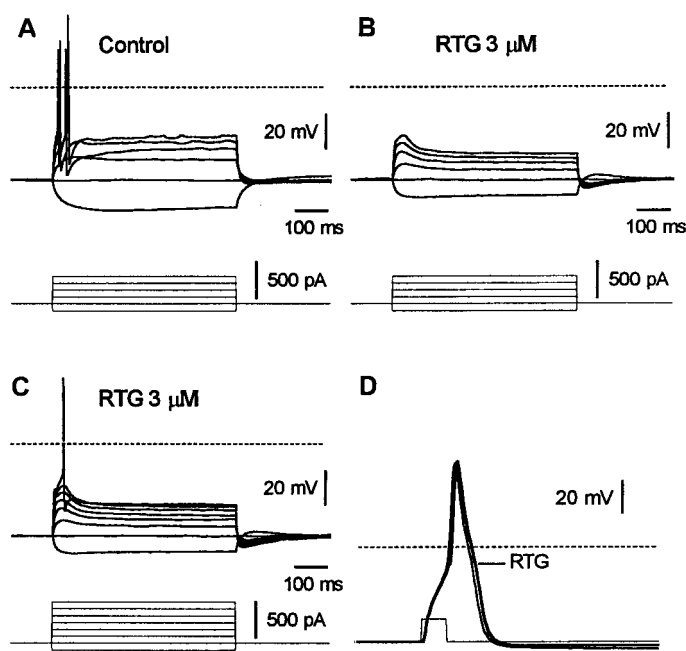 A
Control
20 mV
100 ms
500 pA
B
RTG 3 μM
20 mV
100 ms
500 pA
C
RTG 3 μM
20 mV
100 ms
500 pA
D
20 mV
RTG